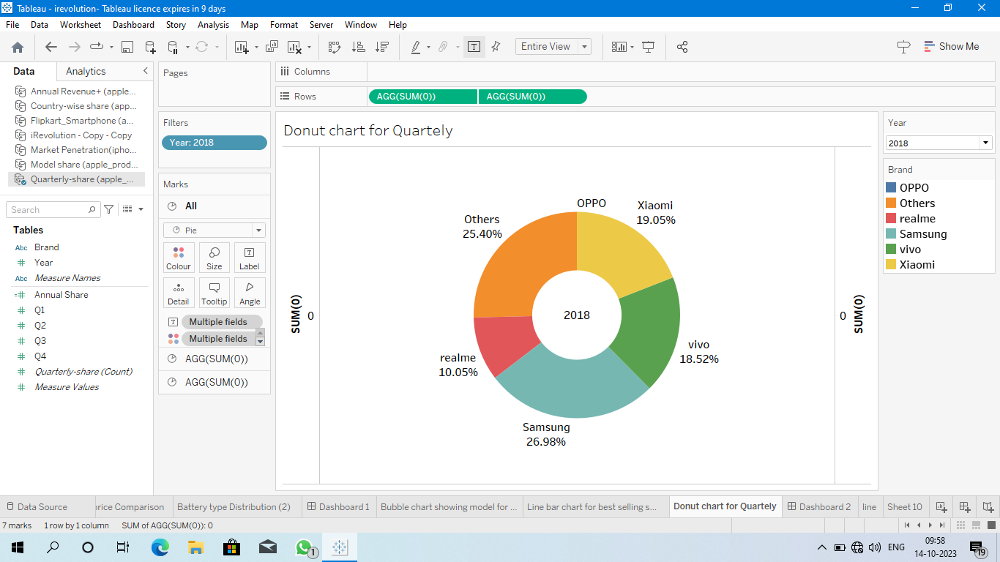 Tableau - irevolution- Tableau licence expires in 9 days
File Data Worksheet Dashboard Story Analysis Map Format Server Window Help
Entire View
Show Me
Data Analytics
Annual Revenue+ (apple...
Country-wise share (app...
Flipkart_Smartphone (a...
iRevolution - Copy - Copy
Market Penetration(ipho...
Model share (apple_prod...
Quarterly-share (apple_...
Search
Tables
Abc Brand
Year
Abc Measure Names
Annual Share
Q1
Q2
Q3
Q4
Quarterly-share (Count)
Measure Values
Pages
Filters
Year: 2018
Marks
All
Pie
Colour Size Label
Detail Tooltip Angle
Multiple fields
Multiple fields
AGG(SUM(0))
AGG(SUM(0))
Columns
Rows AGG(SUM(0)) AGG(SUM(0))
Donut chart for Quartely
SUM(0)
0
OPPO
Xiaomi
19.05%
Others
25.40%
2018
vivo
18.52%
realme
10.05%
Samsung
26.98%
0
SUM(0)
Year
2018
Brand
OPPO
Others
realme
Samsung
vivo
Xiaomi
Data Source rice Comparison Battery type Distribution (2) Dashboard 1 Bubble chart showing model for ... Line bar chart for best selling s... Donut chart for Quartely Dashboard 2 line Sheet 10
7 marks 1 row by 1 column SUM of AGG(SUM(0)): 0
1
ENG
09:58
14-10-2023
19